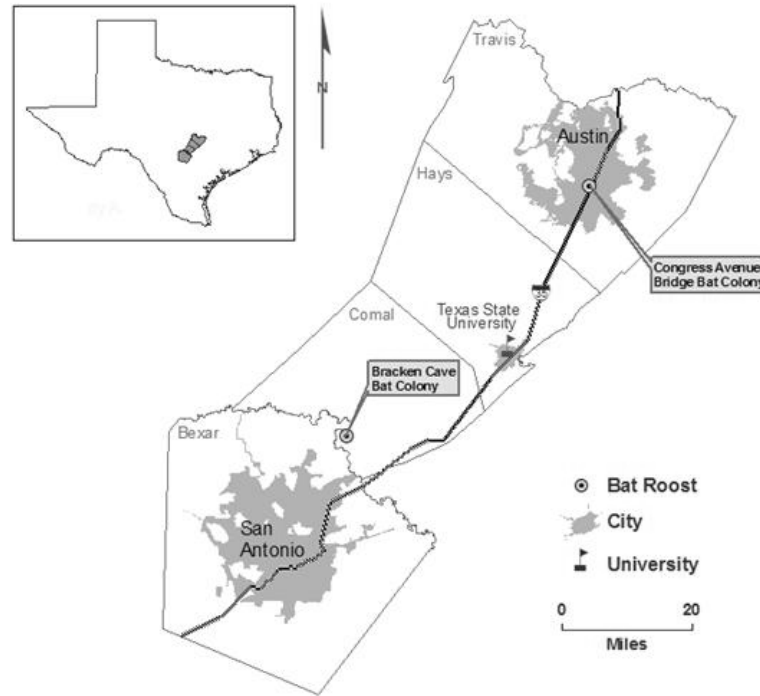 N
Travis
Austin
Hays
Congress Avenue
Bridge Bat Colony
Texas State
University
Comal
Bracken Cave
Bat Colony
Bexar
San
Antonio
Bat Roost
City
University
0 20
Miles